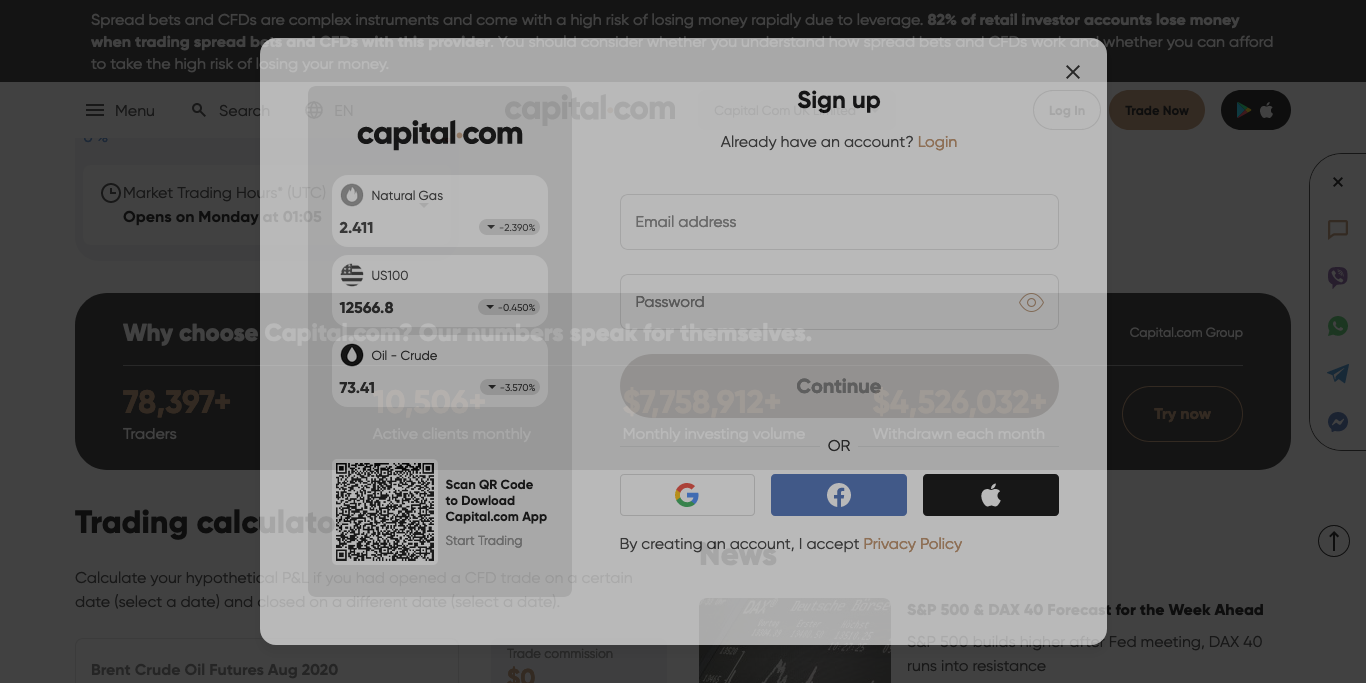 Spread bets and CFDs are complex instruments and come with a high risk of losing money rapidly due to leverage. 82% of retail investor accounts lose money
when trading spread bets and CFDs with this provider. You should consider whether you understand how spread bets and CFDs work and whether you can afford
to take the high risk of losing your money.
Menu
Search
EN
capital.com
Capital Com
Log In
Trade Now
Market Trading Hours* (UTC)
Opens on Monday at 01:05
Sign up
Already have an account? Login
Email address
Password
Continue
OR
By creating an account, I accept Privacy Policy
capital.com
Natural Gas
2.411
-2.390%
US100
12566.8
-0.450%
Oil - Crude
73.41
-3.570%
Scan QR Code
to Dowload
Capital.com App
Start Trading
Why choose Capital.com? Our numbers speak for themselves.
Capital.com Group
78,397+
Traders
10,506+
Active clients monthly
$7,758,912+
Monthly investing volume
$4,526,032+
Withdrawn each month
Try now
Trading calculator
Calculate your hypothetical P&L if you had opened a CFD trade on a certain
date (select a date) and closed on a different date (select a date).
Brent Crude Oil Futures Aug 2020
Trade commission
$0
News
S&P 500 & DAX 40 Forecast for the Week Ahead
S&P 500 builds higher after Fed meeting, DAX 40
runs into resistance